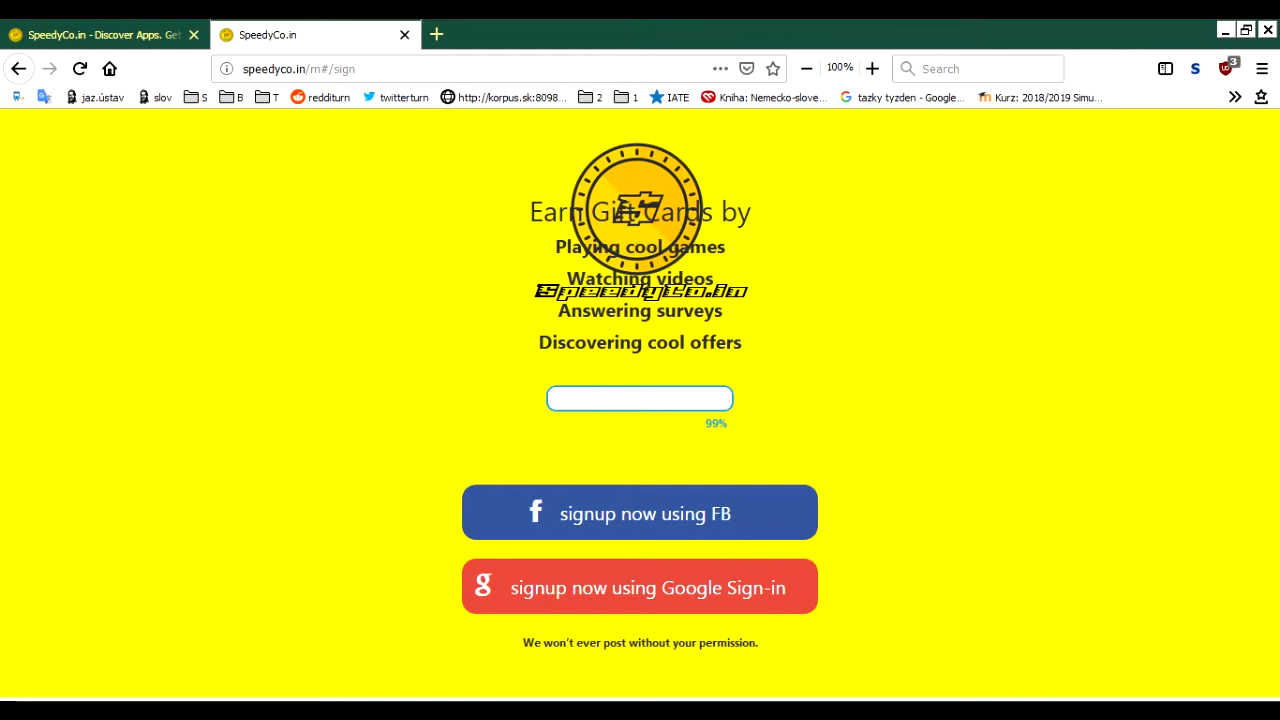 SpeedyCo.in - Discover Apps. Get
SpeedyCo.in
speedyco.in/m#/sign
100%
Search
3
jaz.ústav
slov
S
B
T
redditurn
twitterturn
http://korpus.sk:8098...
2
1
IATE
Kniha: Nemecko-slove...
tazky tyzden - Google...
Kurz: 2018/2019 Simu...
Earn Gift Cards by
Playing cool games
Watching videos
SpeedyCo.in
Answering surveys
Discovering cool offers
99%
f signup now using FB
g signup now using Google Sign-in
We won't ever post without your permission.